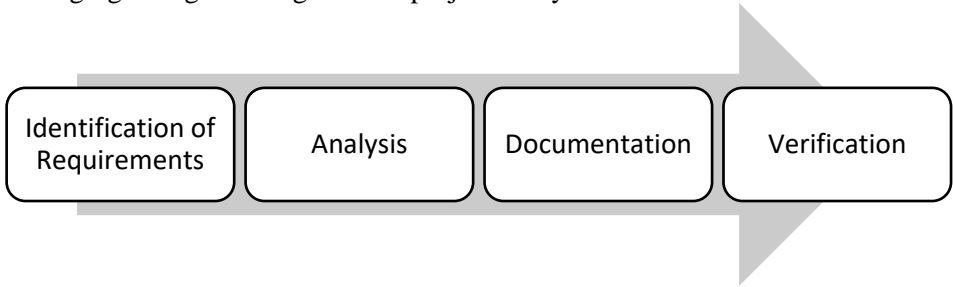 Identification of
Requirements
Analysis
Documentation
Verification